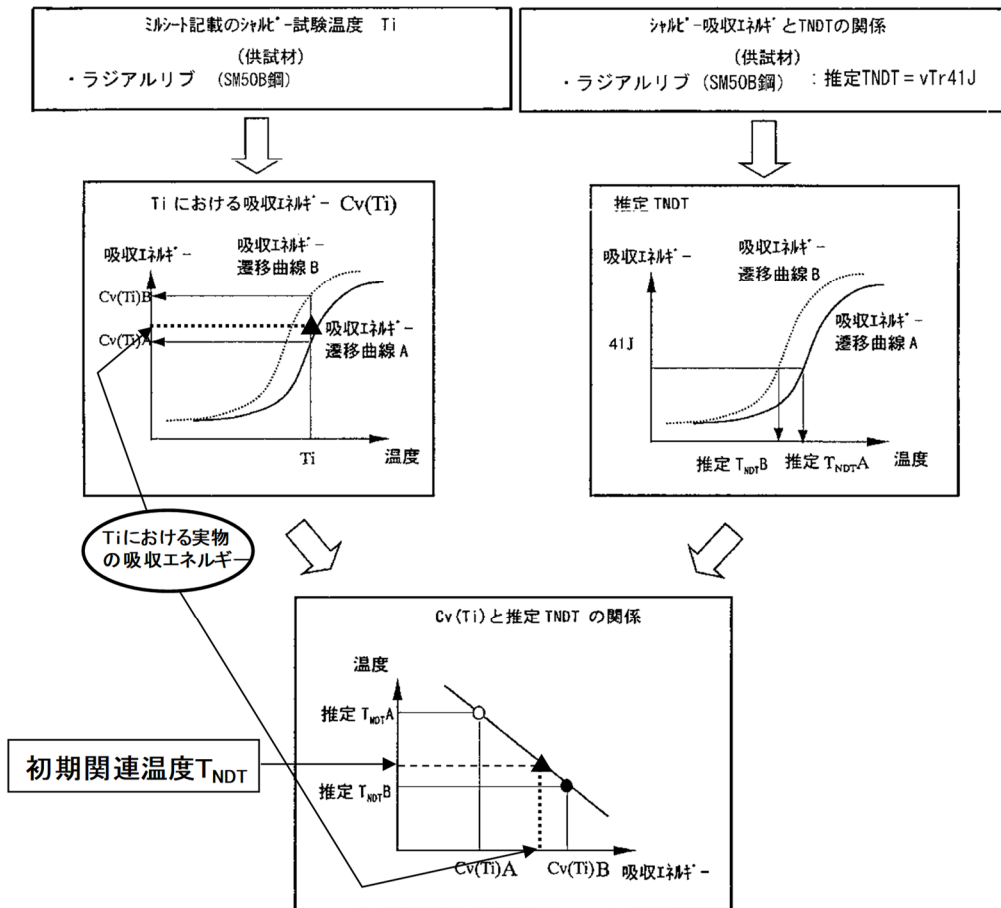 ミルシート記載のシャルピー試験温度 Ti
(供試材)
・ラジアルリブ (SM50B鋼)
シャルピー吸収エネルギとTNDTの関係
(供試材)
・ラジアルリブ (SM50B鋼) : 推定TNDT = vTr41J
Ti における吸収エネルギー Cv(Ti)
吸収エネルギー
吸収エネルギー
遷移曲線 B
Cv(Ti)B
Cv(Ti)A
吸収エネルギー
遷移曲線 A
Ti
温度
推定 TNDT
吸収エネルギー
吸収エネルギー
遷移曲線 B
吸収エネルギー
遷移曲線 A
41J
推定 TNDTB
推定 TNDTA
温度
Tiにおける実物
の吸収エネルギー
Cv(Ti)と推定 TNDT の関係
温度
推定 TNDTA
初期関連温度TNDT
推定 TNDTB
Cv(Ti)A
Cv(Ti)B
吸収エネルギー